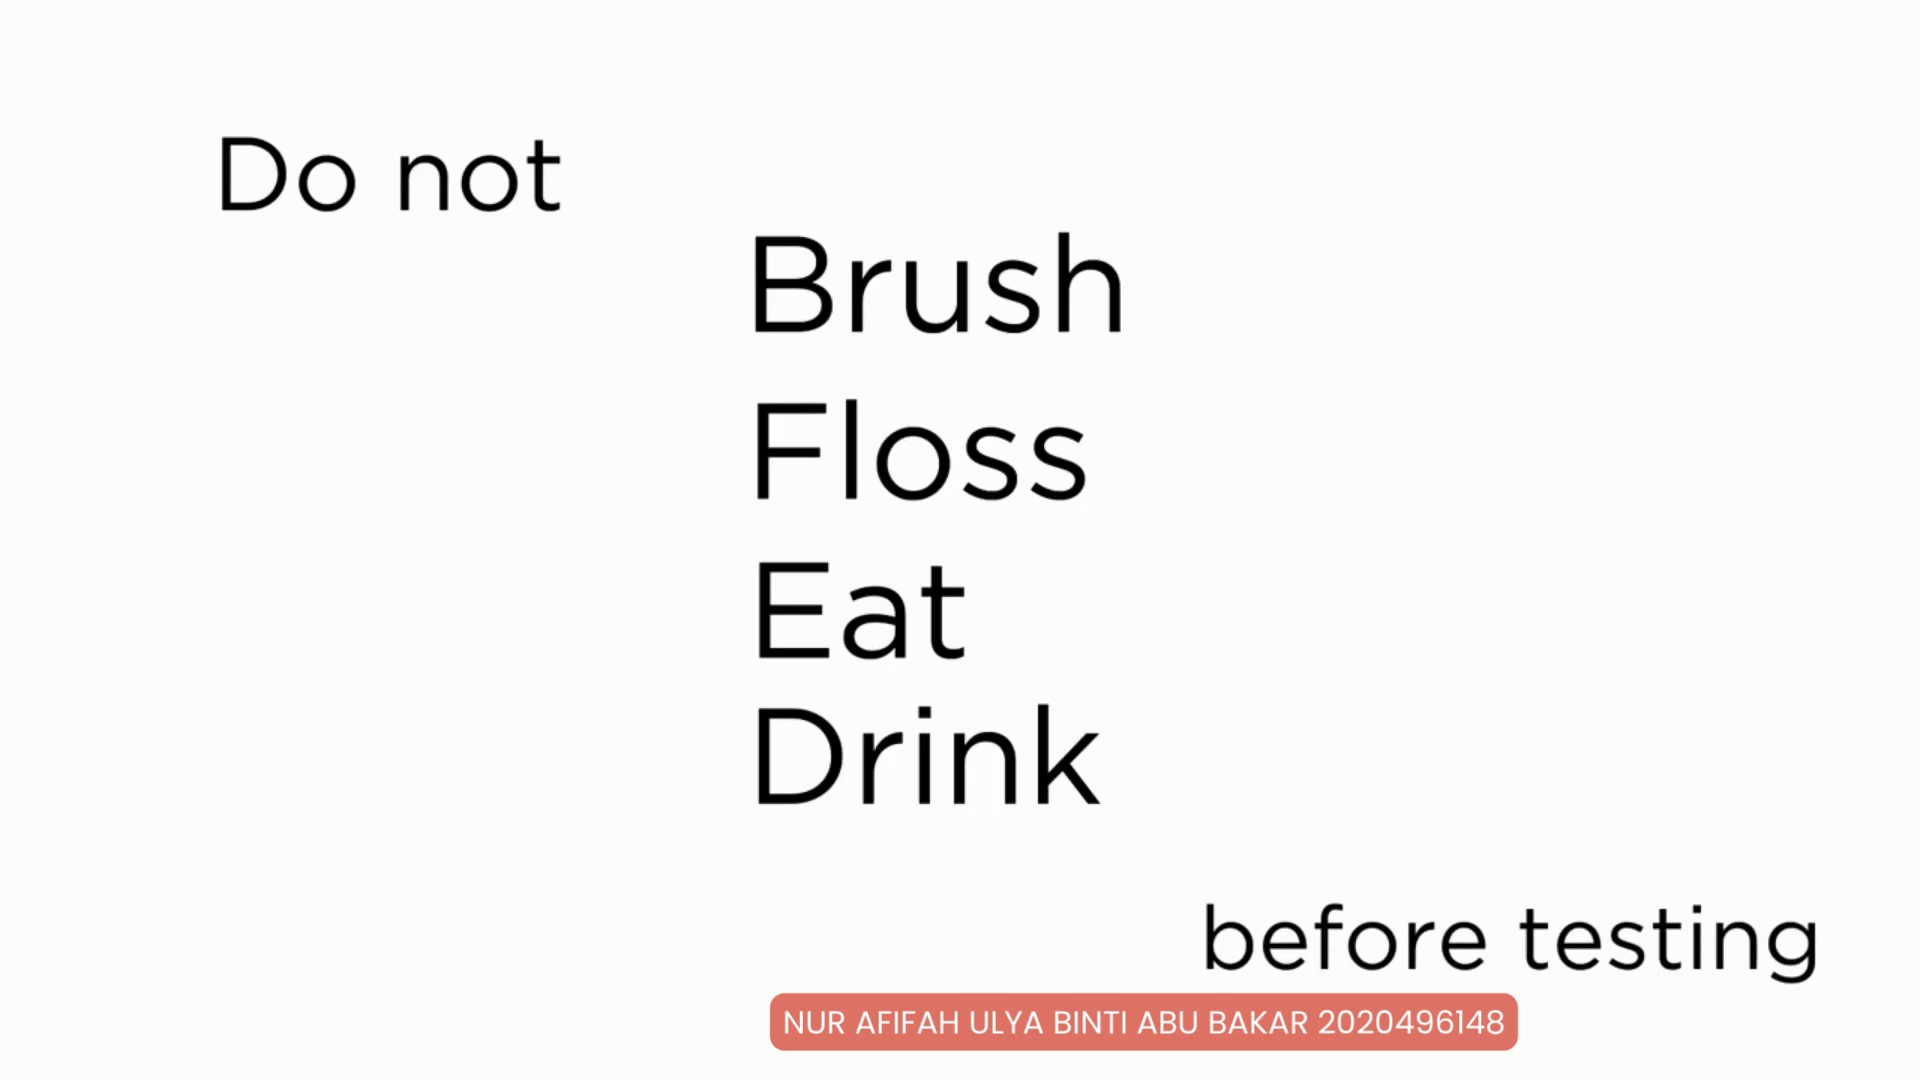 Do not
Brush
Floss
Eat
Drink
before testing
NUR AFIFAH ULYA BINTI ABU BAKAR 2020496148